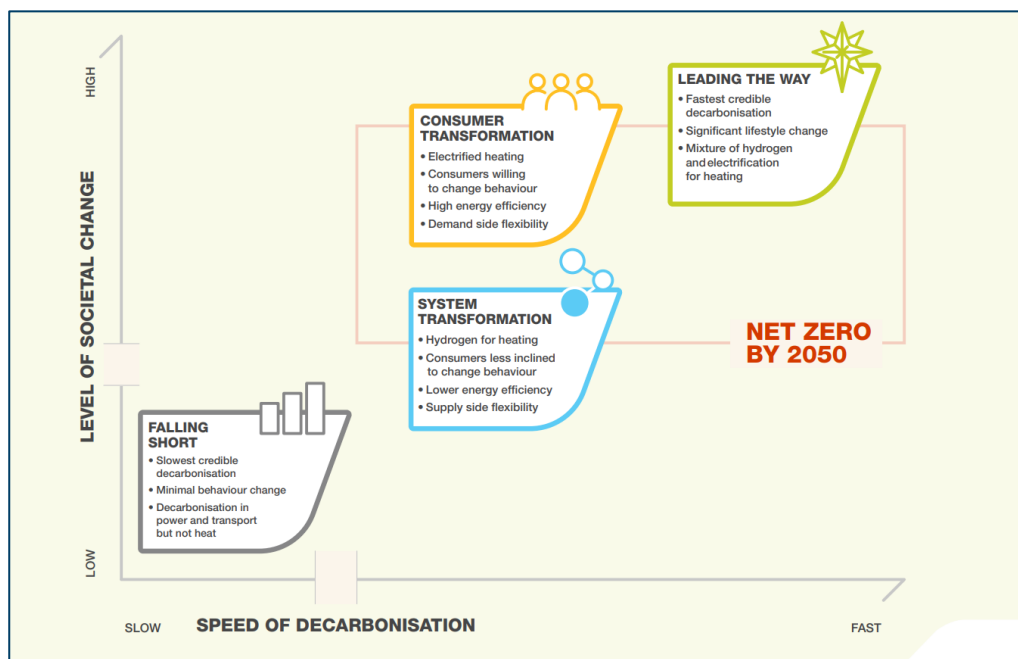 HIGH
LEVEL OF SOCIETAL CHANGE
LOW
CONSUMER
TRANSFORMATION
• Electrified heating
• Consumers willing
to change behaviour
• High energy efficiency
• Demand side flexibility
LEADING THE WAY
• Fastest credible
decarbonisation
• Significant lifestyle change
• Mixture of hydrogen
and electrification
for heating
SYSTEM
TRANSFORMATION
• Hydrogen for heating
• Consumers less inclined
to change behaviour
• Lower energy efficiency
• Supply side flexibility
NET ZERO
BY 2050
FALLING
SHORT
• Slowest credible
decarbonisation
• Minimal behaviour change
• Decarbonisation in
power and transport
but not heat
SLOW
SPEED OF DECARBONISATION
FAST